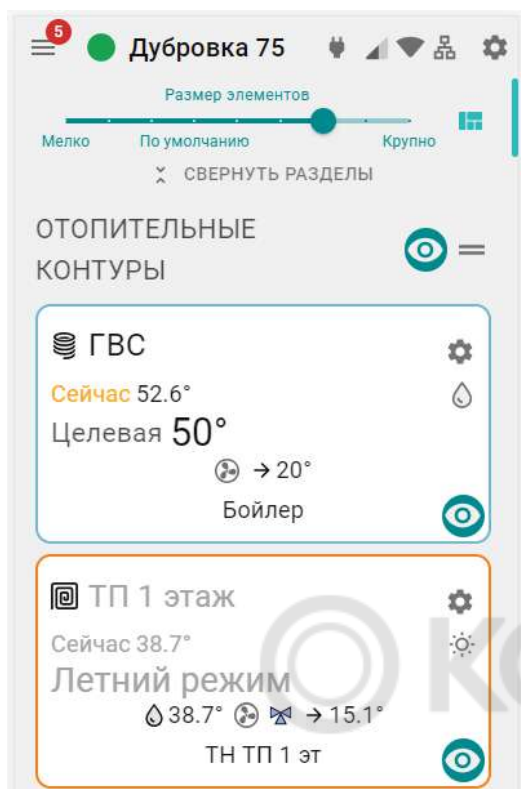 5
Дубровка 75
Размер элементов
Мелко По умолчанию Крупно
СВЕРНУТЬ РАЗДЕЛЫ
ОТОПИТЕЛЬНЫЕ
КОНТУРЫ
ГВС
Сейчас 52.6°
Целевая 50°
→ 20°
Бойлер
ТП 1 этаж
Сейчас 38.7°
Летний режим
38.7° → 15.1°
ТН ТП 1 эт